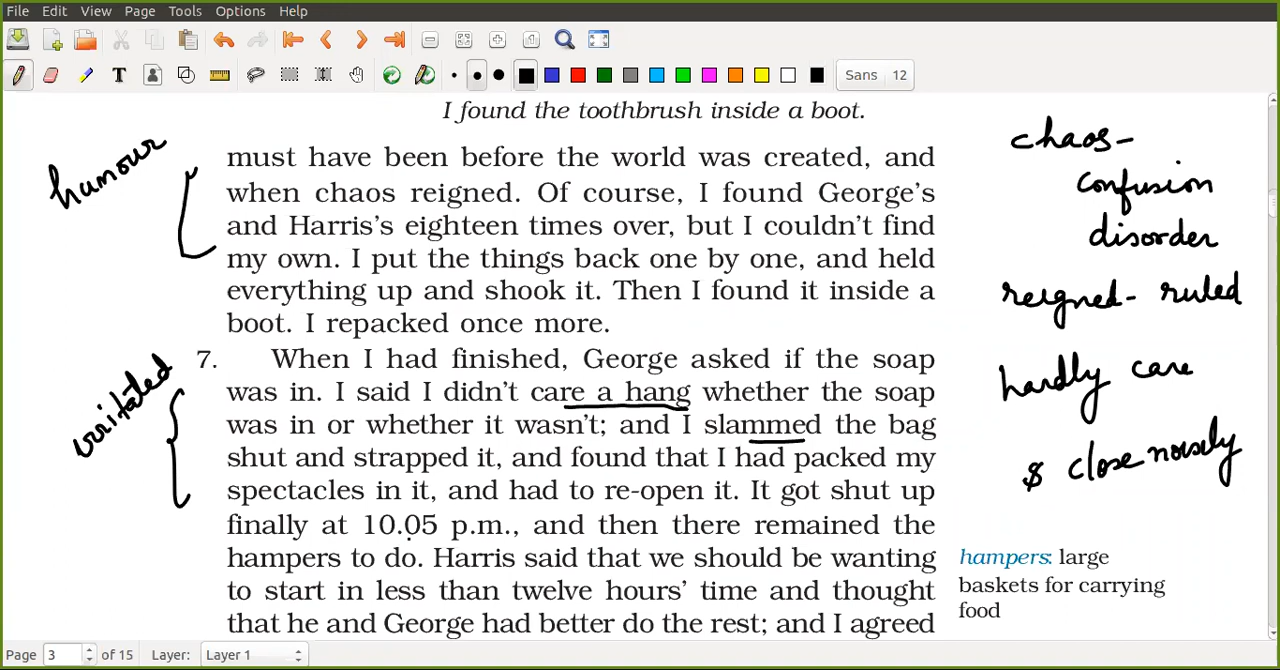 File Edit View Page Tools Options Help
Sans 12
I found the toothbrush inside a boot.
must have been before the world was created, and
when chaos reigned. Of course, I found George's
and Harris's eighteen times over, but I couldn't find
my own. I put the things back one by one, and held
everything up and shook it. Then I found it inside a
boot. I repacked once more.
7. When I had finished, George asked if the soap
was in. I said I didn't care a hang whether the soap
was in or whether it wasn't; and I slammed the bag
shut and strapped it, and found that I had packed my
spectacles in it, and had to re-open it. It got shut up
finally at 10.05 p.m., and then there remained the
hampers to do. Harris said that we should be wanting
to start in less than twelve hours' time and thought
that he and George had better do the rest; and I agreed
humour
irritated
chaos-
confusion
disorder
reigned- ruled
hardly care
close noisely
hampers: large
baskets for carrying
food
Page 3 of 15 Layer: Layer 1